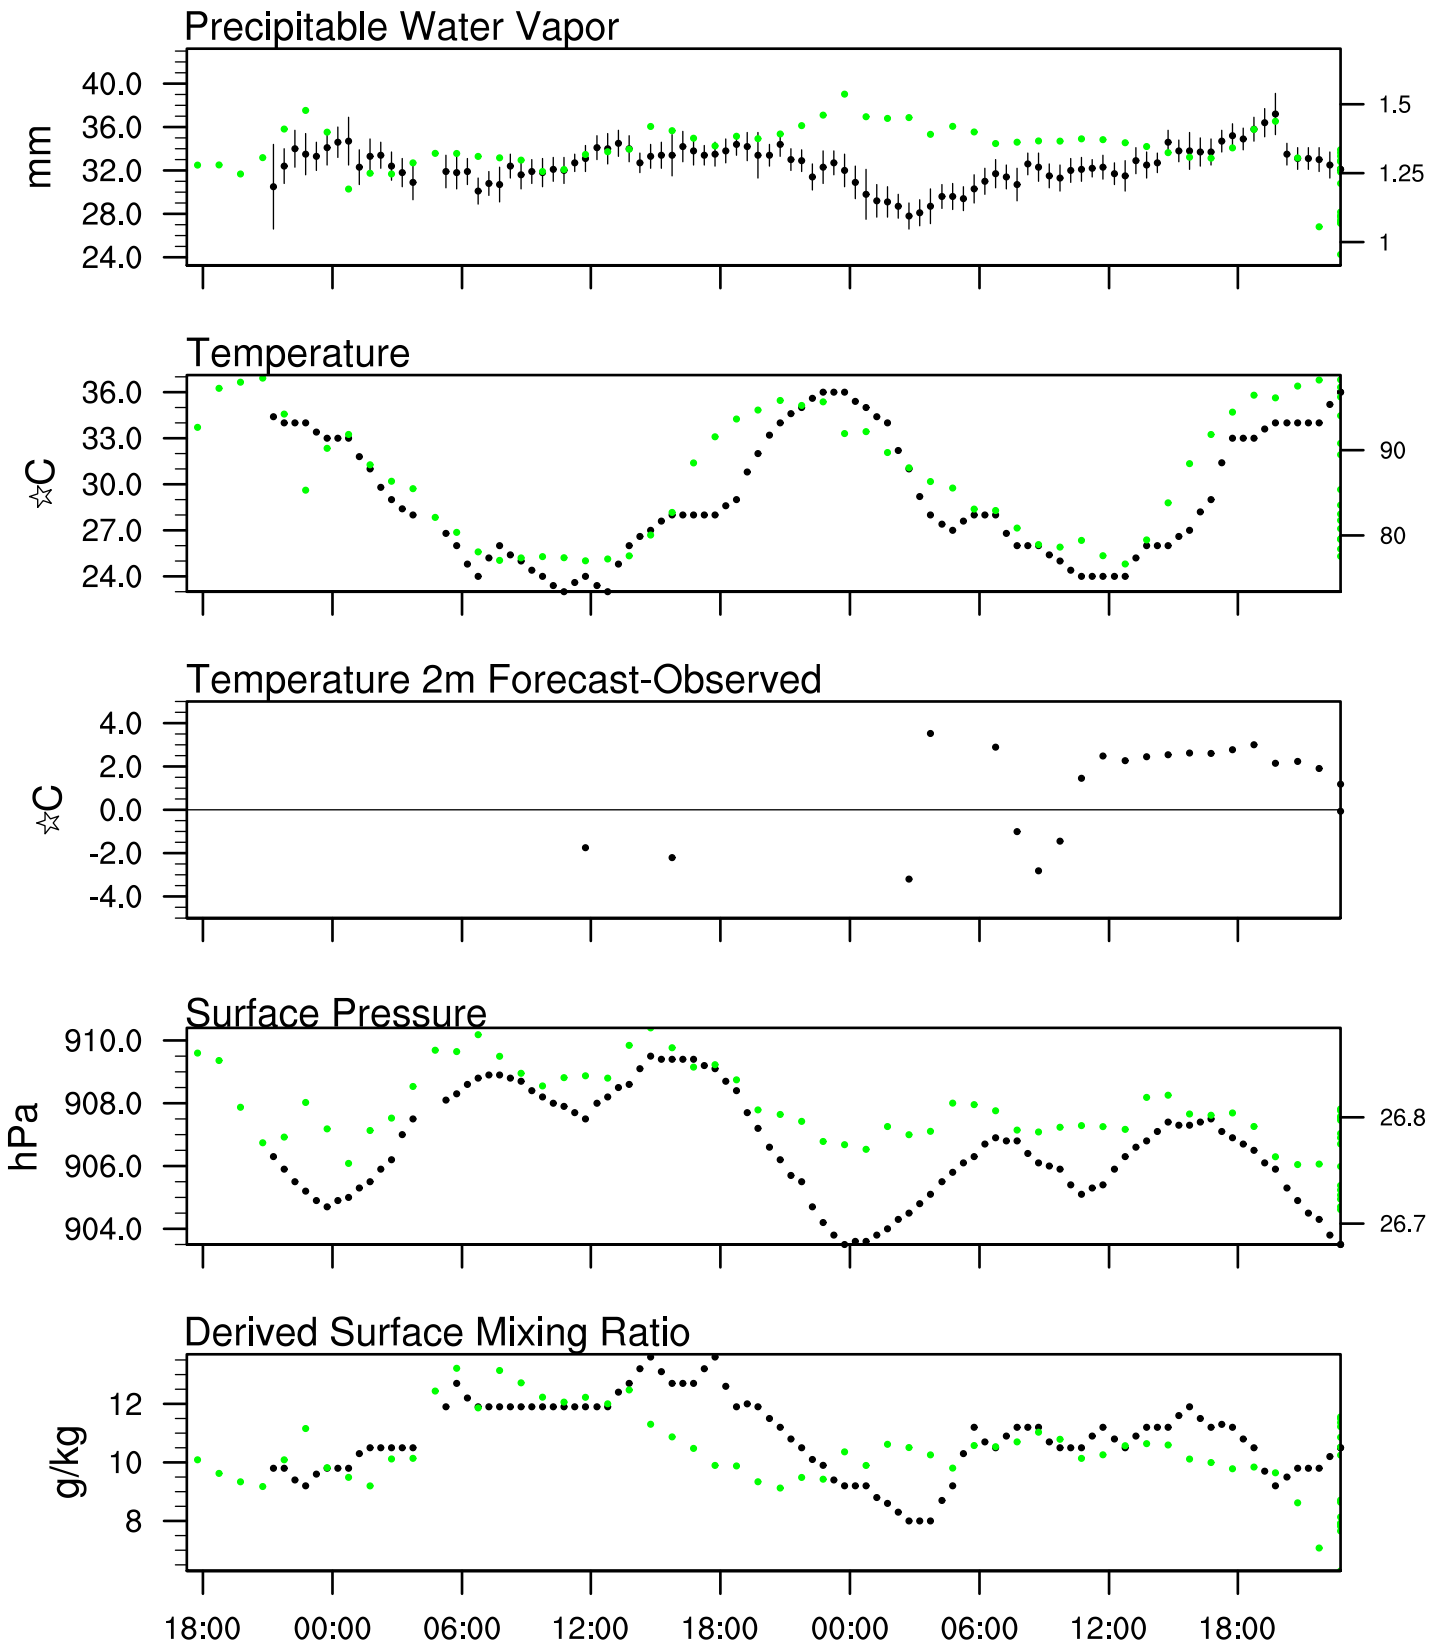 Precipitable Water Vapor
40.0
36.0
32.0
28.0
24.0
mm
1.5
1.25
1
Temperature
36.0
33.0
30.0
27.0
24.0
☆C
90
80
Temperature 2m Forecast-Observed
4.0
2.0
0.0
-2.0
-4.0
☆C
Surface Pressure
910.0
908.0
906.0
904.0
hPa
26.8
26.7
Derived Surface Mixing Ratio
12
10
8
g/kg
18:00 00:00 06:00 12:00 18:00 00:00 06:00 12:00 18:00